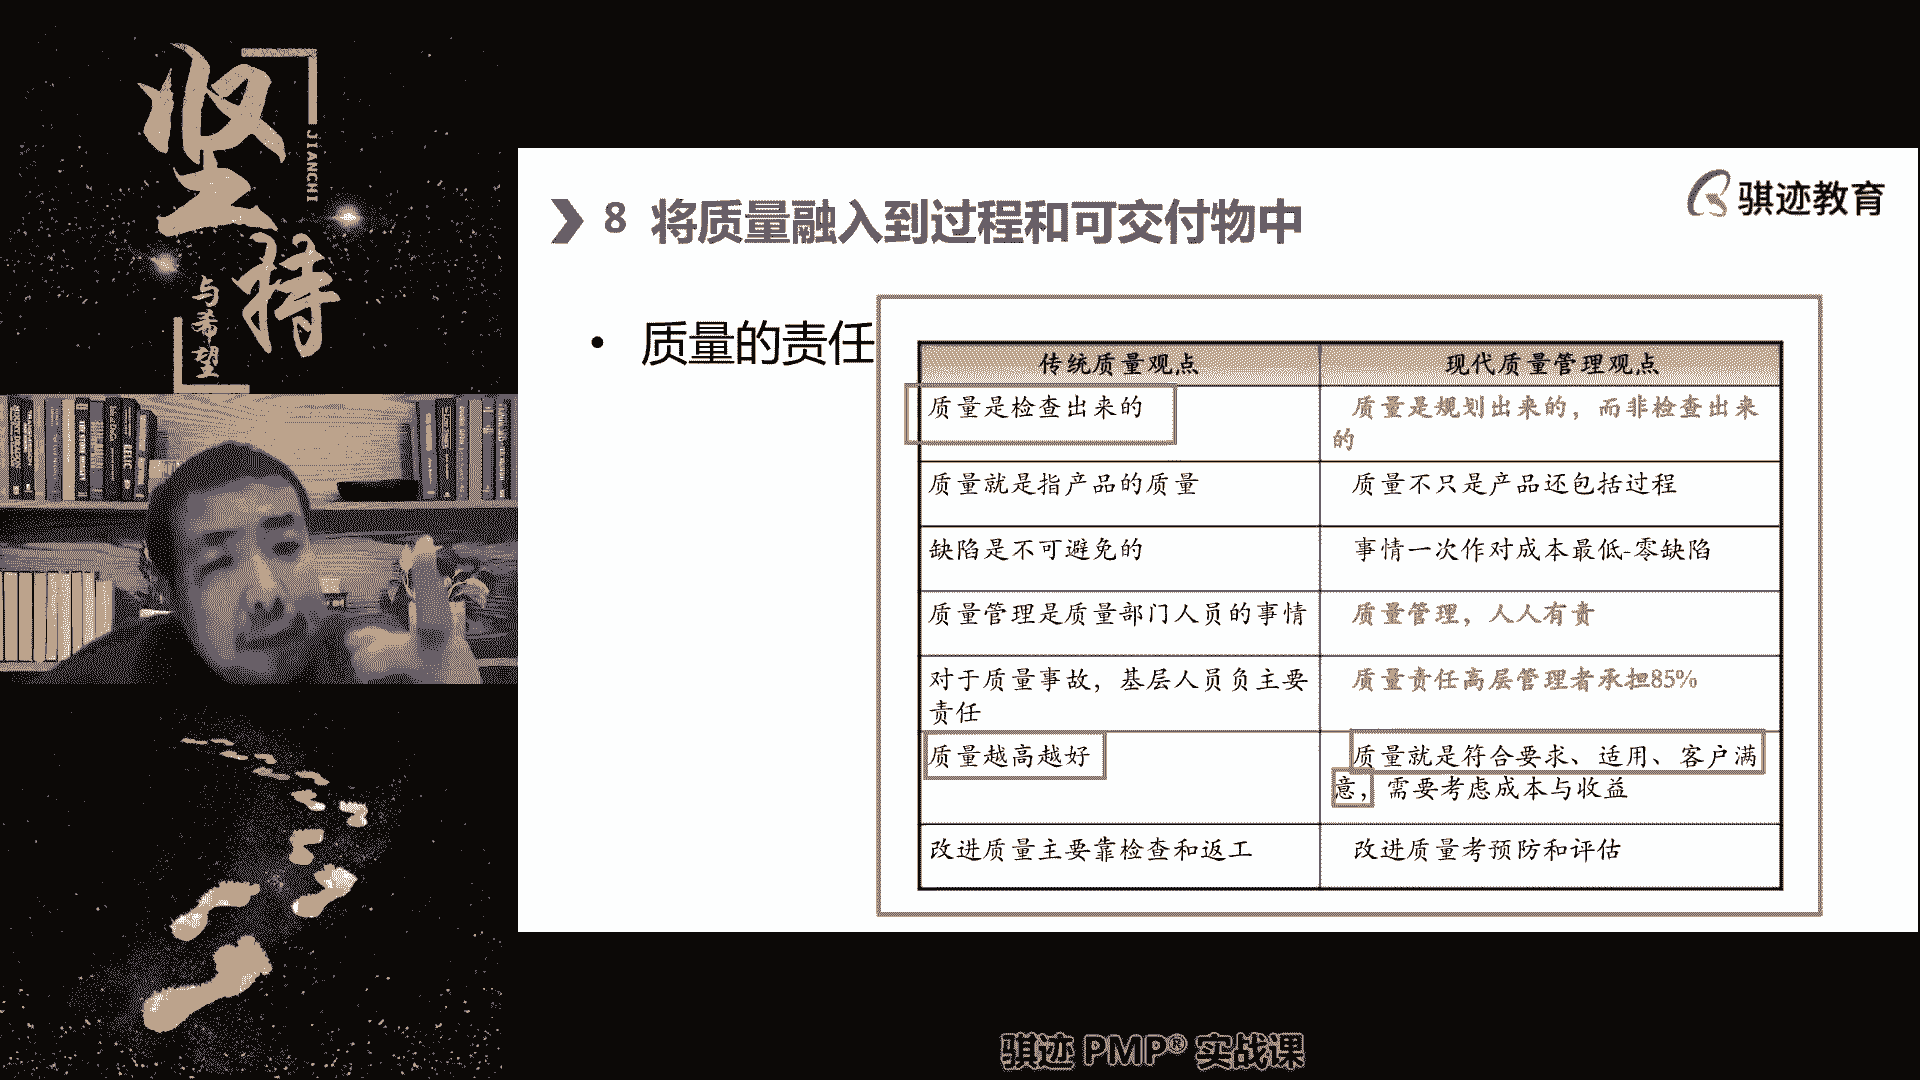 坚持
JIANCHI
与希望
骐迹教育
8 将质量融入到过程和可交付物中
• 质量的责任
传统质量观点
现代质量管理观点
质量是检查出来的
质量是规划出来的，而非检查出来
的
质量就是指产品的质量
质量不只是产品还包括过程
缺陷是不可避免的
事情一次作对成本最低-零缺陷
质量管理是质量部门人员的事情
质量管理，人人有责
对于质量事故，基层人员负主要
责任
质量责任高层管理者承担85%
质量越高越好
质量就是符合要求、适用、客户满
意，需要考虑成本与收益
改进质量主要靠检查和返工
改进质量考预防和评估
骐迹 PMP® 实战课